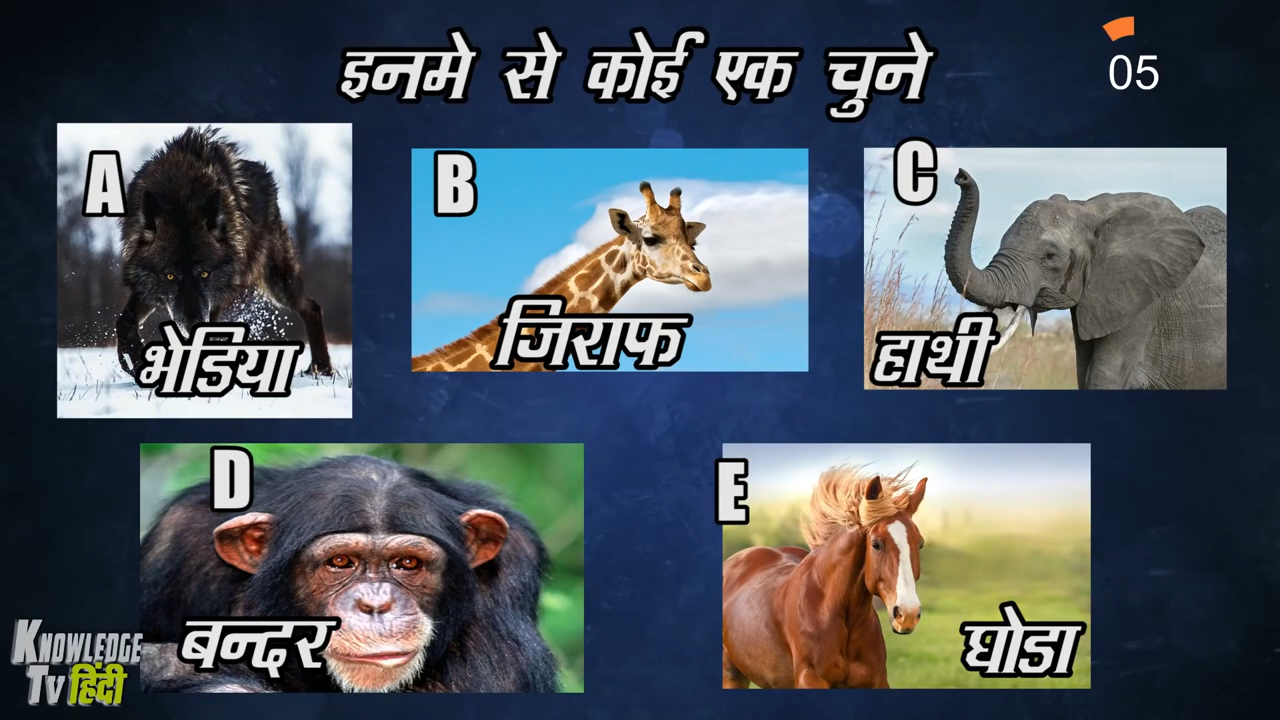 इनमे से कोई एक चुने
05
A
भेडिया
B
जिराफ
C
हाथी
D
बन्दर
E
घोडा
KNOWLEDGE
TV हिंदी